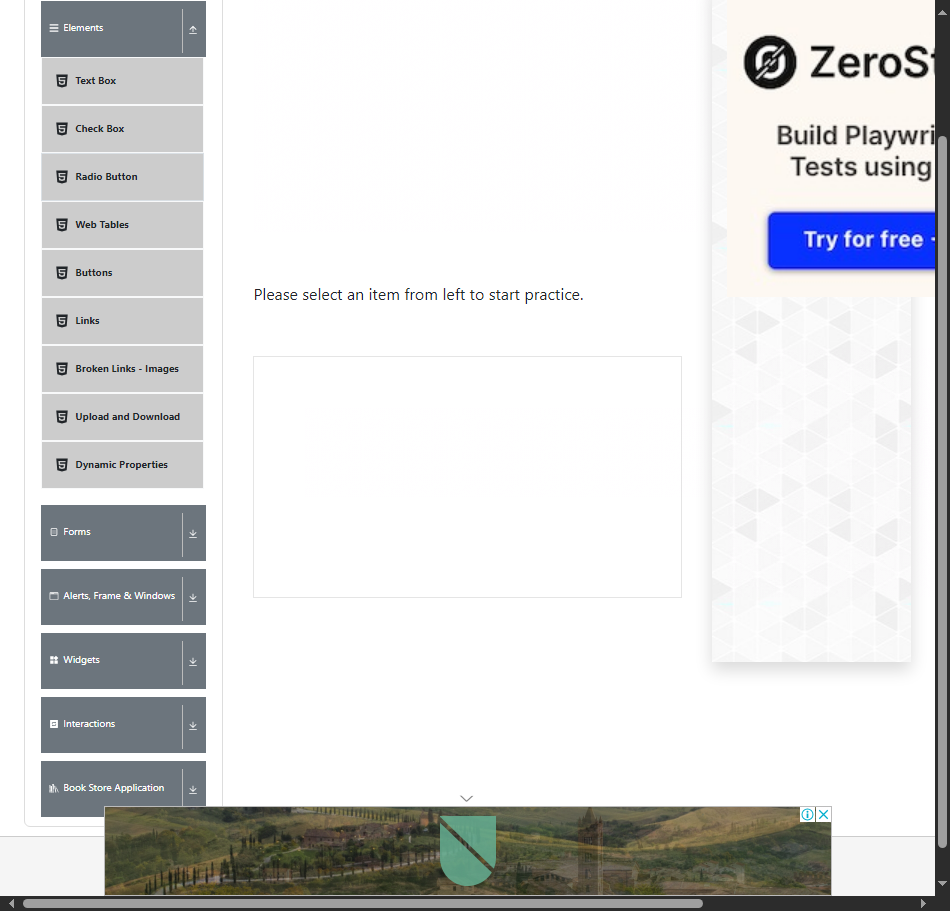 Elements
Text Box
Check Box
Radio Button
Web Tables
Buttons
Links
Broken Links - Images
Upload and Download
Dynamic Properties
Forms
Alerts, Frame & Windows
Widgets
Interactions
Book Store Application
Please select an item from left to start practice.
ZeroSt
Build Playwri
Tests using
Try for free